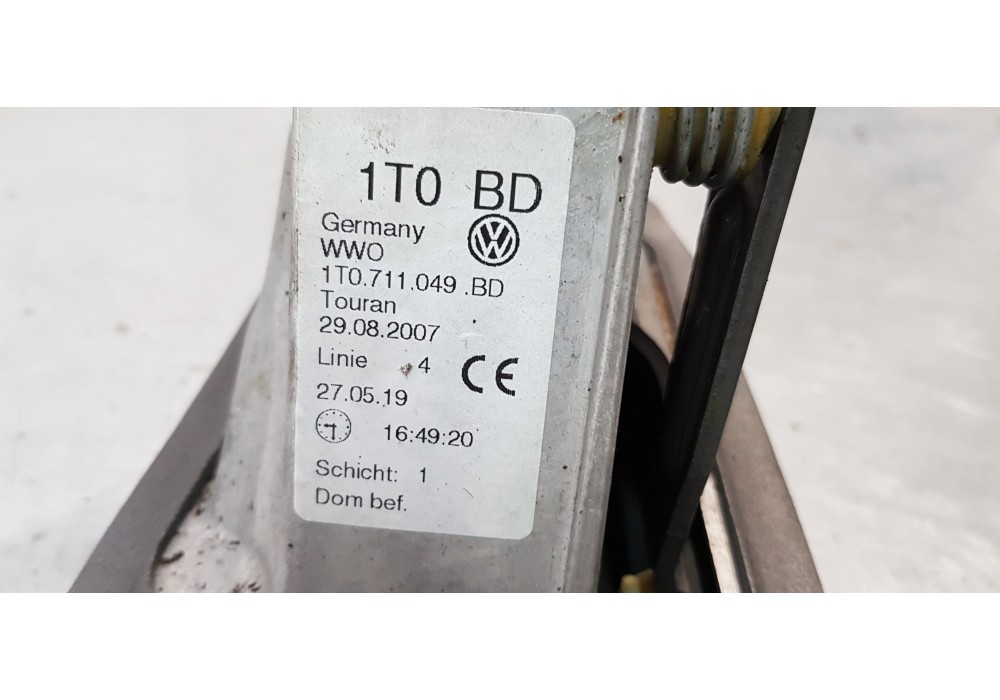 1T0 BD
Germany
WWO
1T0.711.049 .BD
Touran
29.08.2007
Linie 4
CE
27.05.19
16:49:20
Schicht: 1
Dom bef.